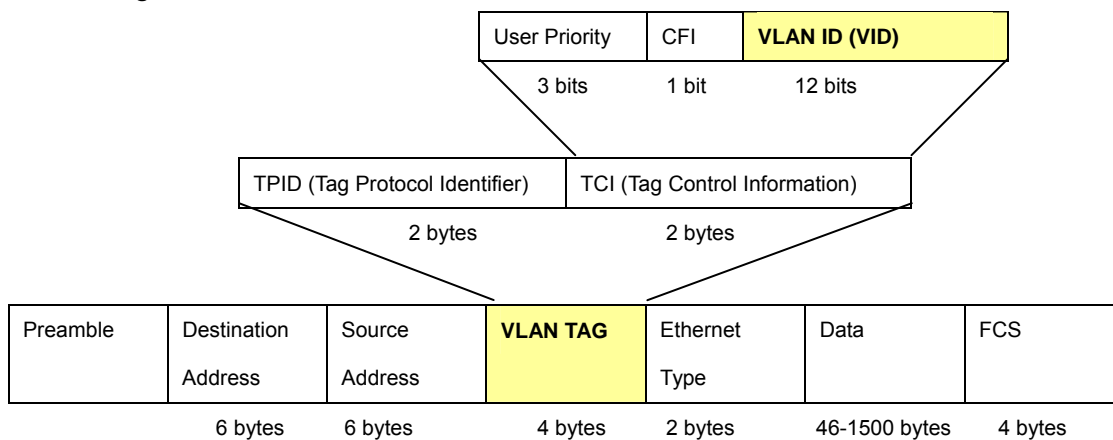 User Priority CFI VLAN ID (VID)
3 bits 1 bit 12 bits
TPID (Tag Protocol Identifier) TCI (Tag Control Information)
2 bytes 2 bytes
Preamble Destination Source VLAN TAG Ethernet Data FCS
Address Address Type
6 bytes 6 bytes 4 bytes 2 bytes 46-1500 bytes 4 bytes